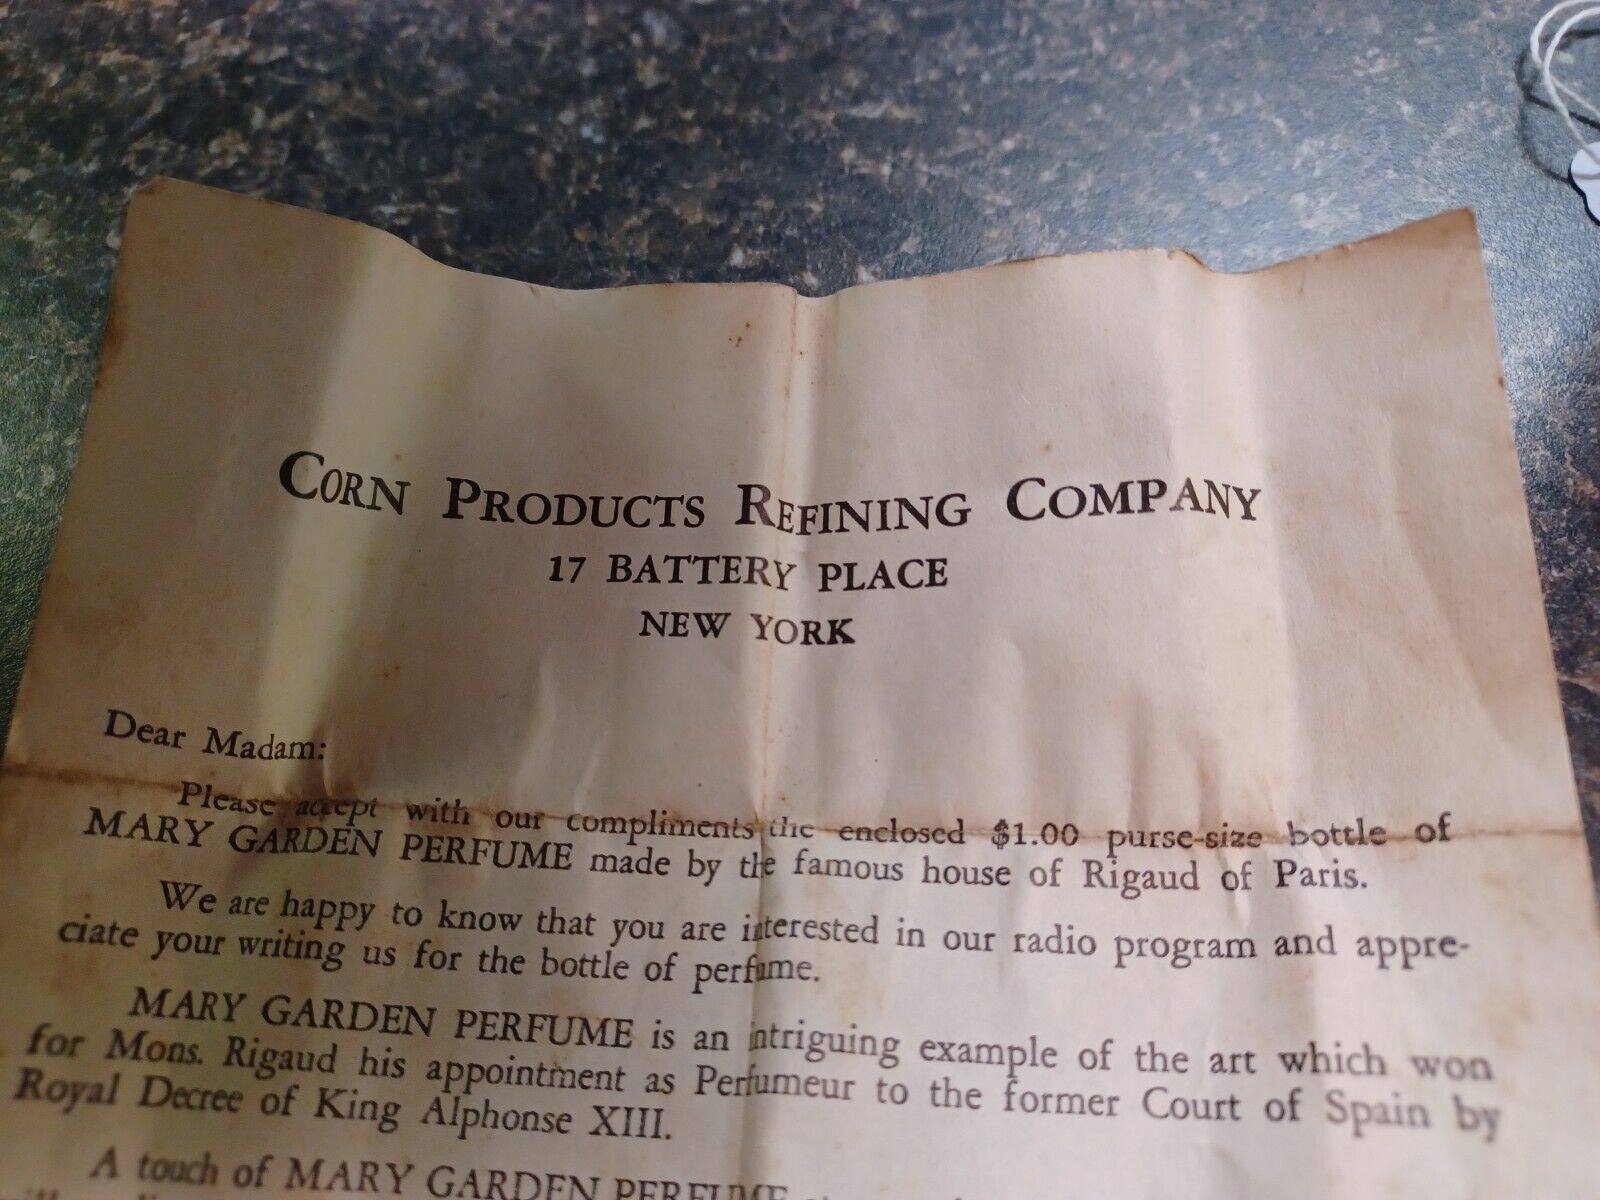 CORN PRODUCTS REFINING COMPANY
17 BATTERY PLACE
NEW YORK
Dear Madam:
Please accept with our compliments the enclosed $1.00 purse-size bottle of
MARY GARDEN PERFUME made by the famous house of Rigaud of Paris.
We are happy to know that you are interested in our radio program and appre-
ciate your writing us for the bottle of perfume.
MARY GARDEN PERFUME is an intriguing example of the art which won
for Mons. Rigaud his appointment as Perfumeur to the former Court of Spain by
Royal Decree of King Alphonse XIII.
A touch of MARY GARDEN PERFUME